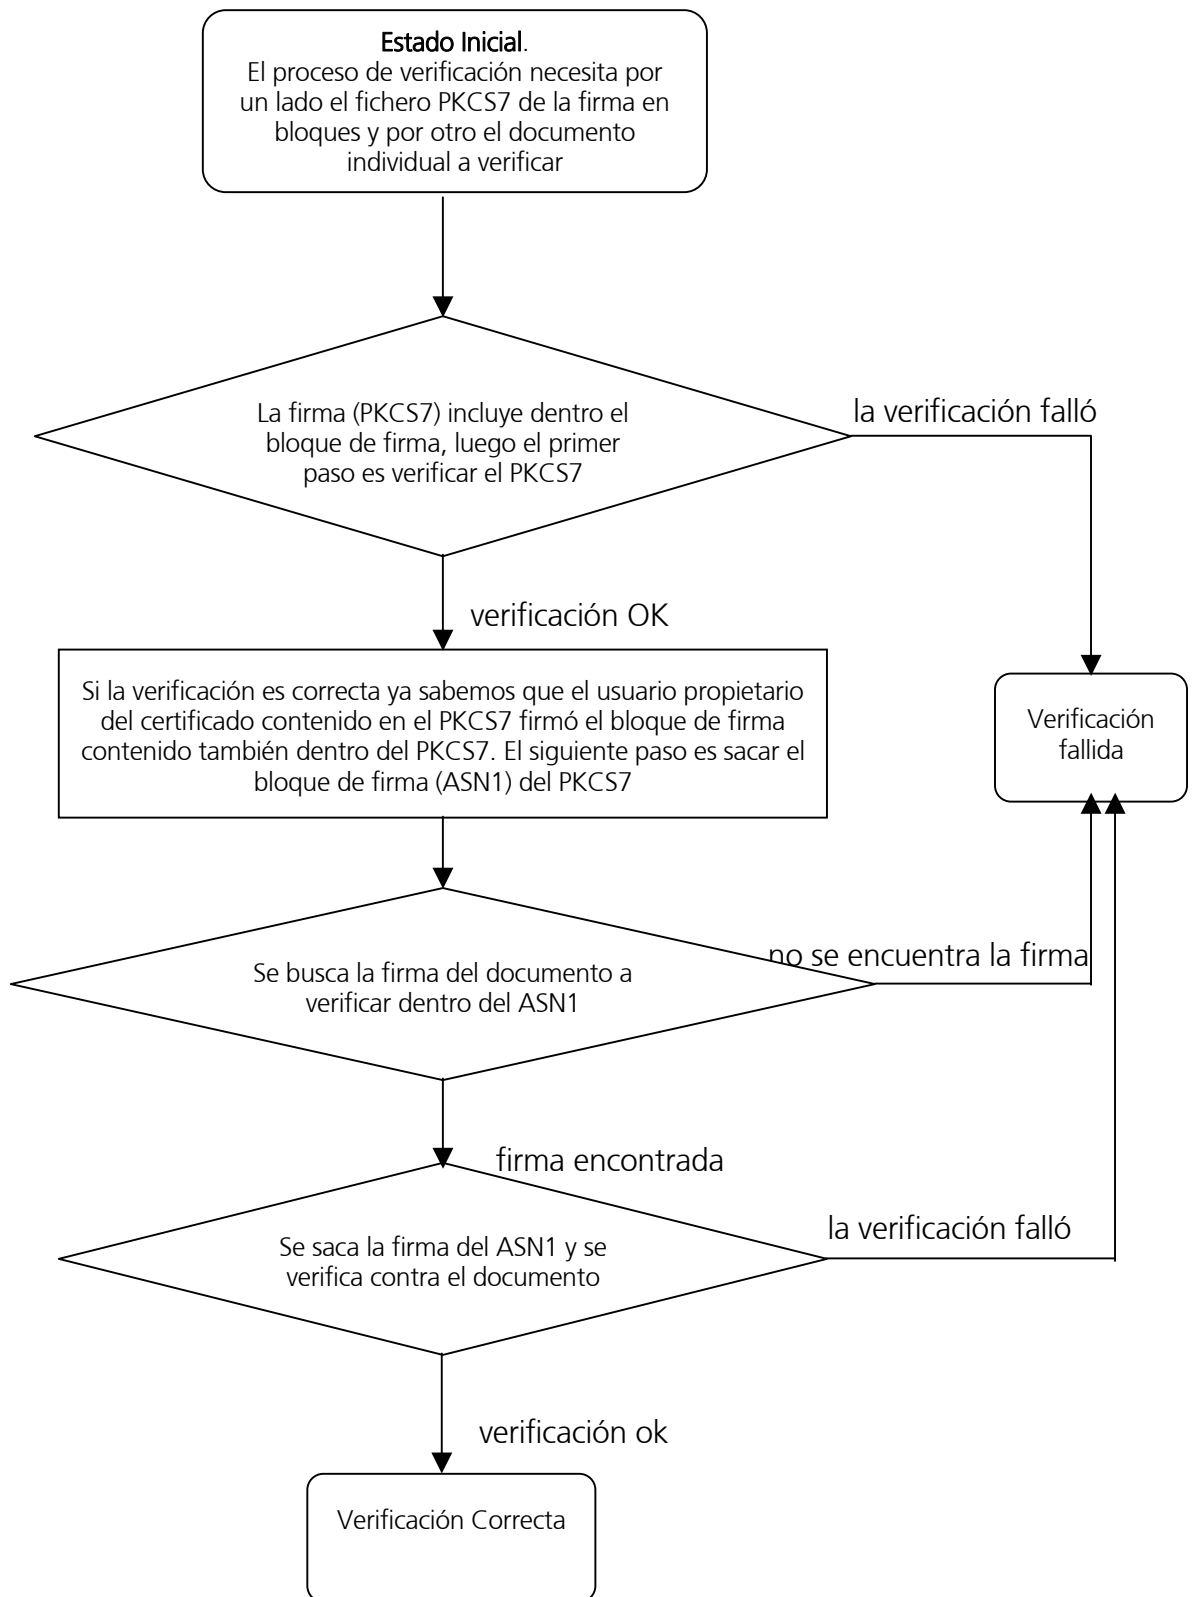 Estado Inicial.
El proceso de verificación necesita por
un lado el fichero PKCS7 de la firma en
bloques y por otro el documento
individual a verificar
La firma (PKCS7) incluye dentro el
bloque de firma, luego el primer
paso es verificar el PKCS7
la verificación falló
verificación OK
Si la verificación es correcta ya sabemos que el usuario propietario
del certificado contenido en el PKCS7 firmó el bloque de firma
contenido también dentro del PKCS7. El siguiente paso es sacar el
bloque de firma (ASN1) del PKCS7
Verificación
fallida
Se busca la firma del documento a
verificar dentro del ASN1
no se encuentra la firma
firma encontrada
Se saca la firma del ASN1 y se
verifica contra el documento
la verificación falló
verificación ok
Verificación Correcta